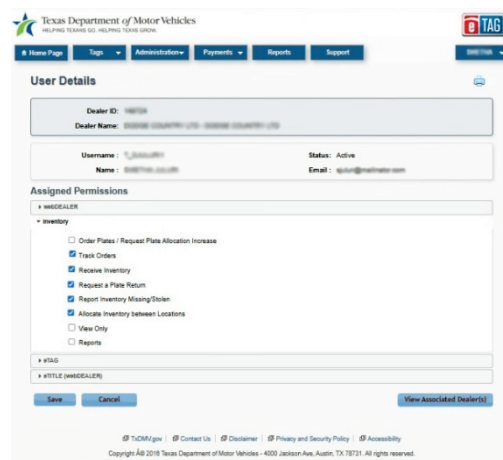 Texas Department of Motor Vehicles
HELPING TEXANS GO. HELPING TEXAS GROW.
eTAG
Home Page Tags Administration Payments Reports Support
User Details
Dealer ID:
Dealer Name:
Username :
Status: Active
Name :
Email :
Assigned Permissions
webDEALER
Inventory
Order Plates / Request Plate Allocation Increase
Track Orders
Receive Inventory
Request a Plate Return
Report Inventory Missing/Stolen
Allocate Inventory between Locations
View Only
Reports
eTAG
eTITLE (webDEALER)
Save Cancel View Associated Dealer(s)
TxDMV.gov | Contact Us | Disclaimer | Privacy and Security Policy | Accessibility
Copyright Â® 2018 Texas Department of Motor Vehicles - 4000 Jackson Ave, Austin, TX 78731. All rights reserved.